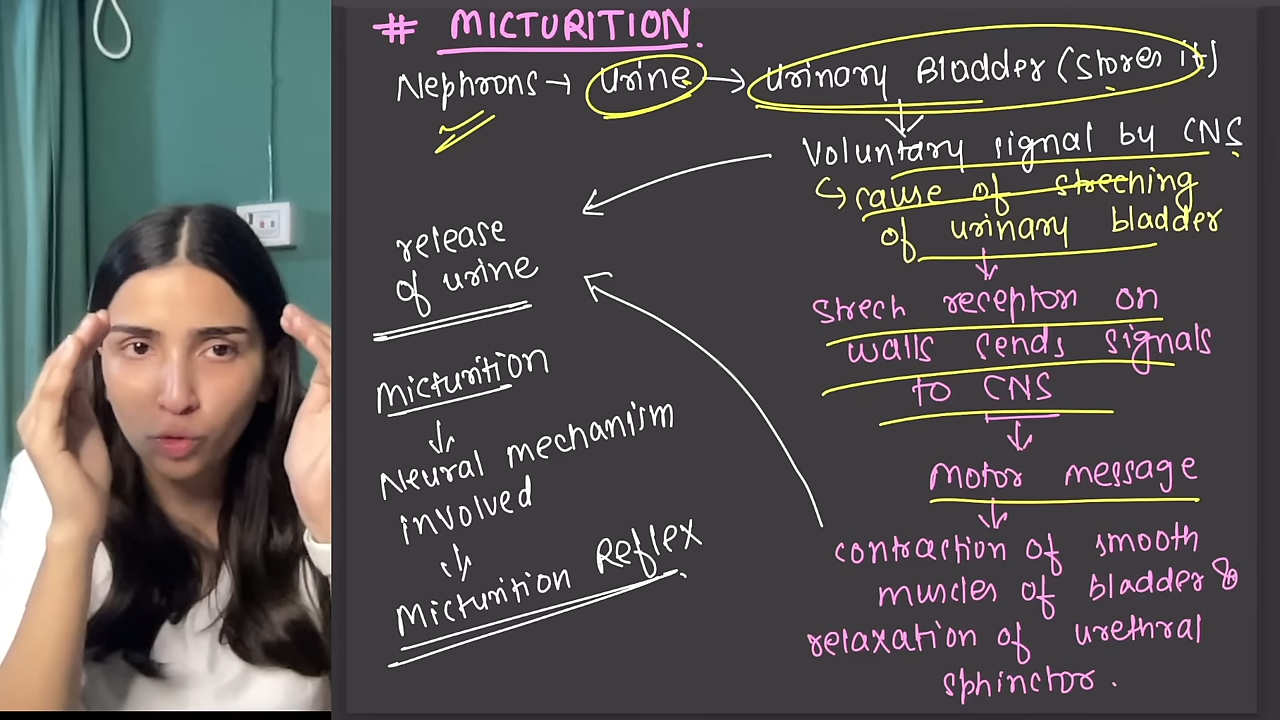 # MICTURITION.
Nephrons → Urine → Urinary Bladder (stores it)
Voluntary signal by CNS
↳ cause of streching
of urinary bladder
↓
Strech receptor on
walls sends signals
to CNS
↓
Motor message
↓
contraction of smooth
muscles of bladder &
relaxation of urethral
sphinctor.
release
of urine
Micturition
↓
Neural mechanism
involved
↓
Micturition Reflex